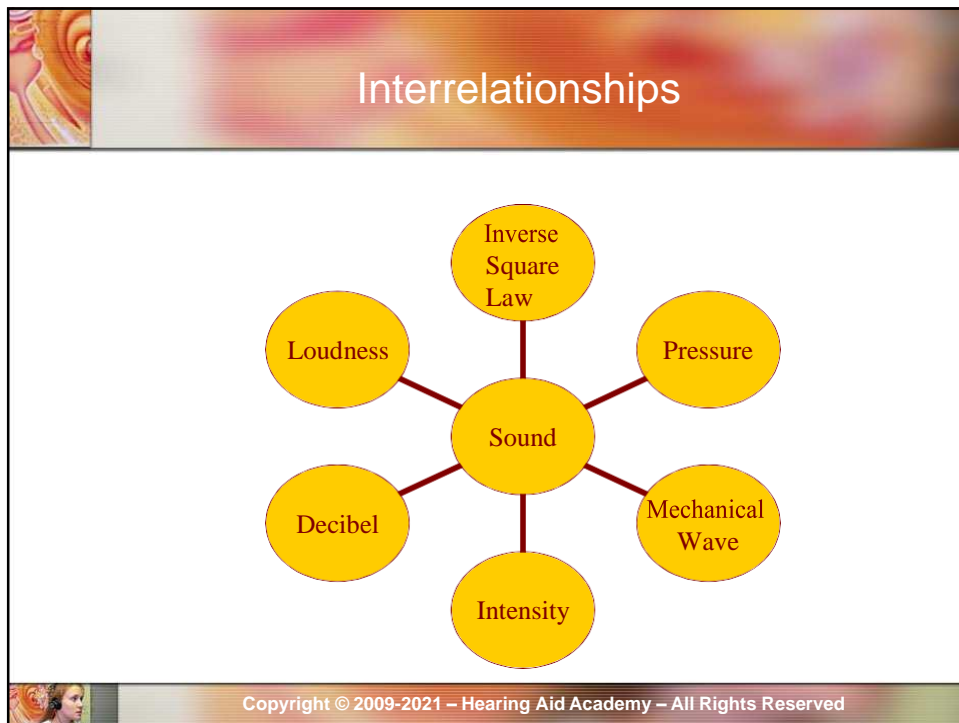 Interrelationships
Inverse
Square
Law
Loudness
Pressure
Sound
Decibel
Mechanical
Wave
Intensity
Copyright © 2009-2021 – Hearing Aid Academy – All Rights Reserved